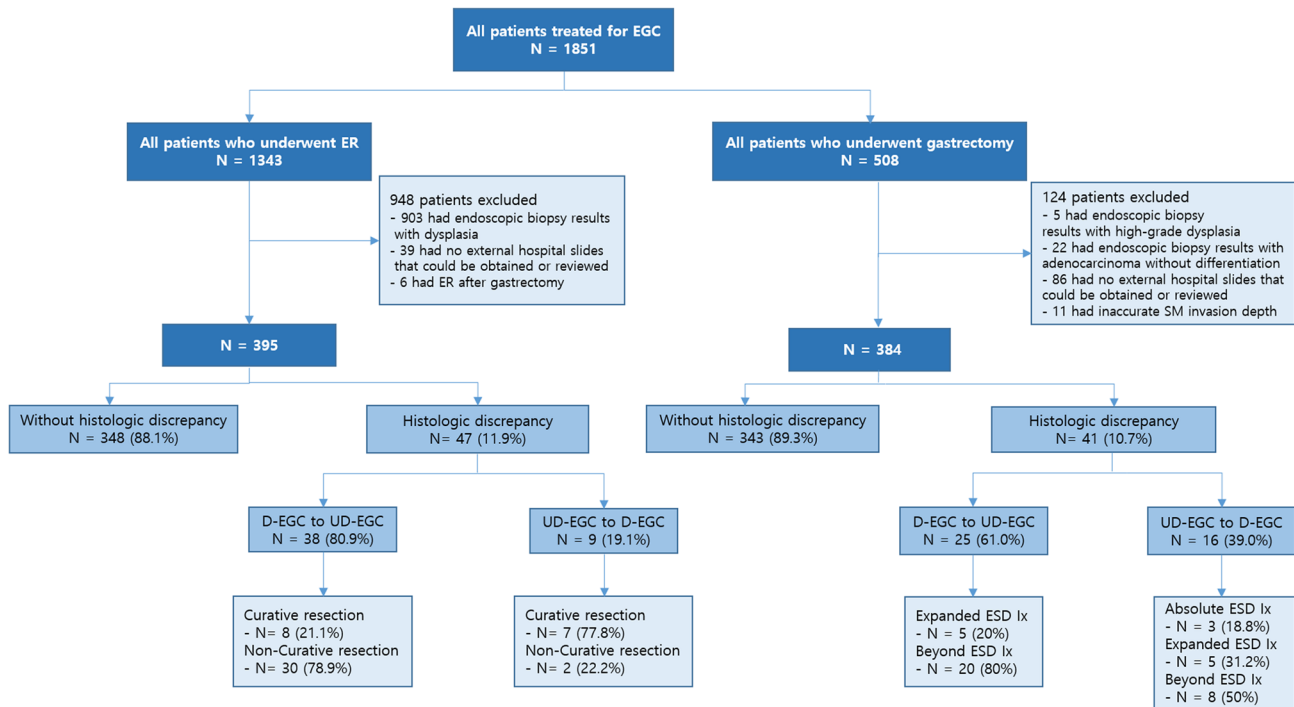 All patients treated for EGC
N = 1851
All patients who underwent ER
N = 1343
All patients who underwent gastrectomy
N = 508
948 patients excluded
- 903 had endoscopic biopsy results
with dysplasia
- 39 had no external hospital slides
that could be obtained or reviewed
- 6 had ER after gastrectomy
124 patients excluded
- 5 had endoscopic biopsy
results with high-grade dysplasia
- 22 had endoscopic biopsy results with
adenocarcinoma without differentiation
- 86 had no external hospital slides that
could be obtained or reviewed
- 11 had inaccurate SM invasion depth
N = 395
N = 384
Without histologic discrepancy
N = 348 (88.1%)
Histologic discrepancy
N= 47 (11.9%)
Without histologic discrepancy
N = 343 (89.3%)
Histologic discrepancy
N= 41 (10.7%)
D-EGC to UD-EGC
N = 38 (80.9%)
UD-EGC to D-EGC
N = 9 (19.1%)
D-EGC to UD-EGC
N = 25 (61.0%)
UD-EGC to D-EGC
N = 16 (39.0%)
Curative resection
- N= 8 (21.1%)
Non-Curative resection
- N= 30 (78.9%)
Curative resection
- N= 7 (77.8%)
Non-Curative resection
- N= 2 (22.2%)
Expanded ESD Ix
- N = 5 (20%)
Beyond ESD Ix
- N = 20 (80%)
Absolute ESD Ix
- N = 3 (18.8%)
Expanded ESD Ix
- N = 5 (31.2%)
Beyond ESD Ix
- N = 8 (50%)